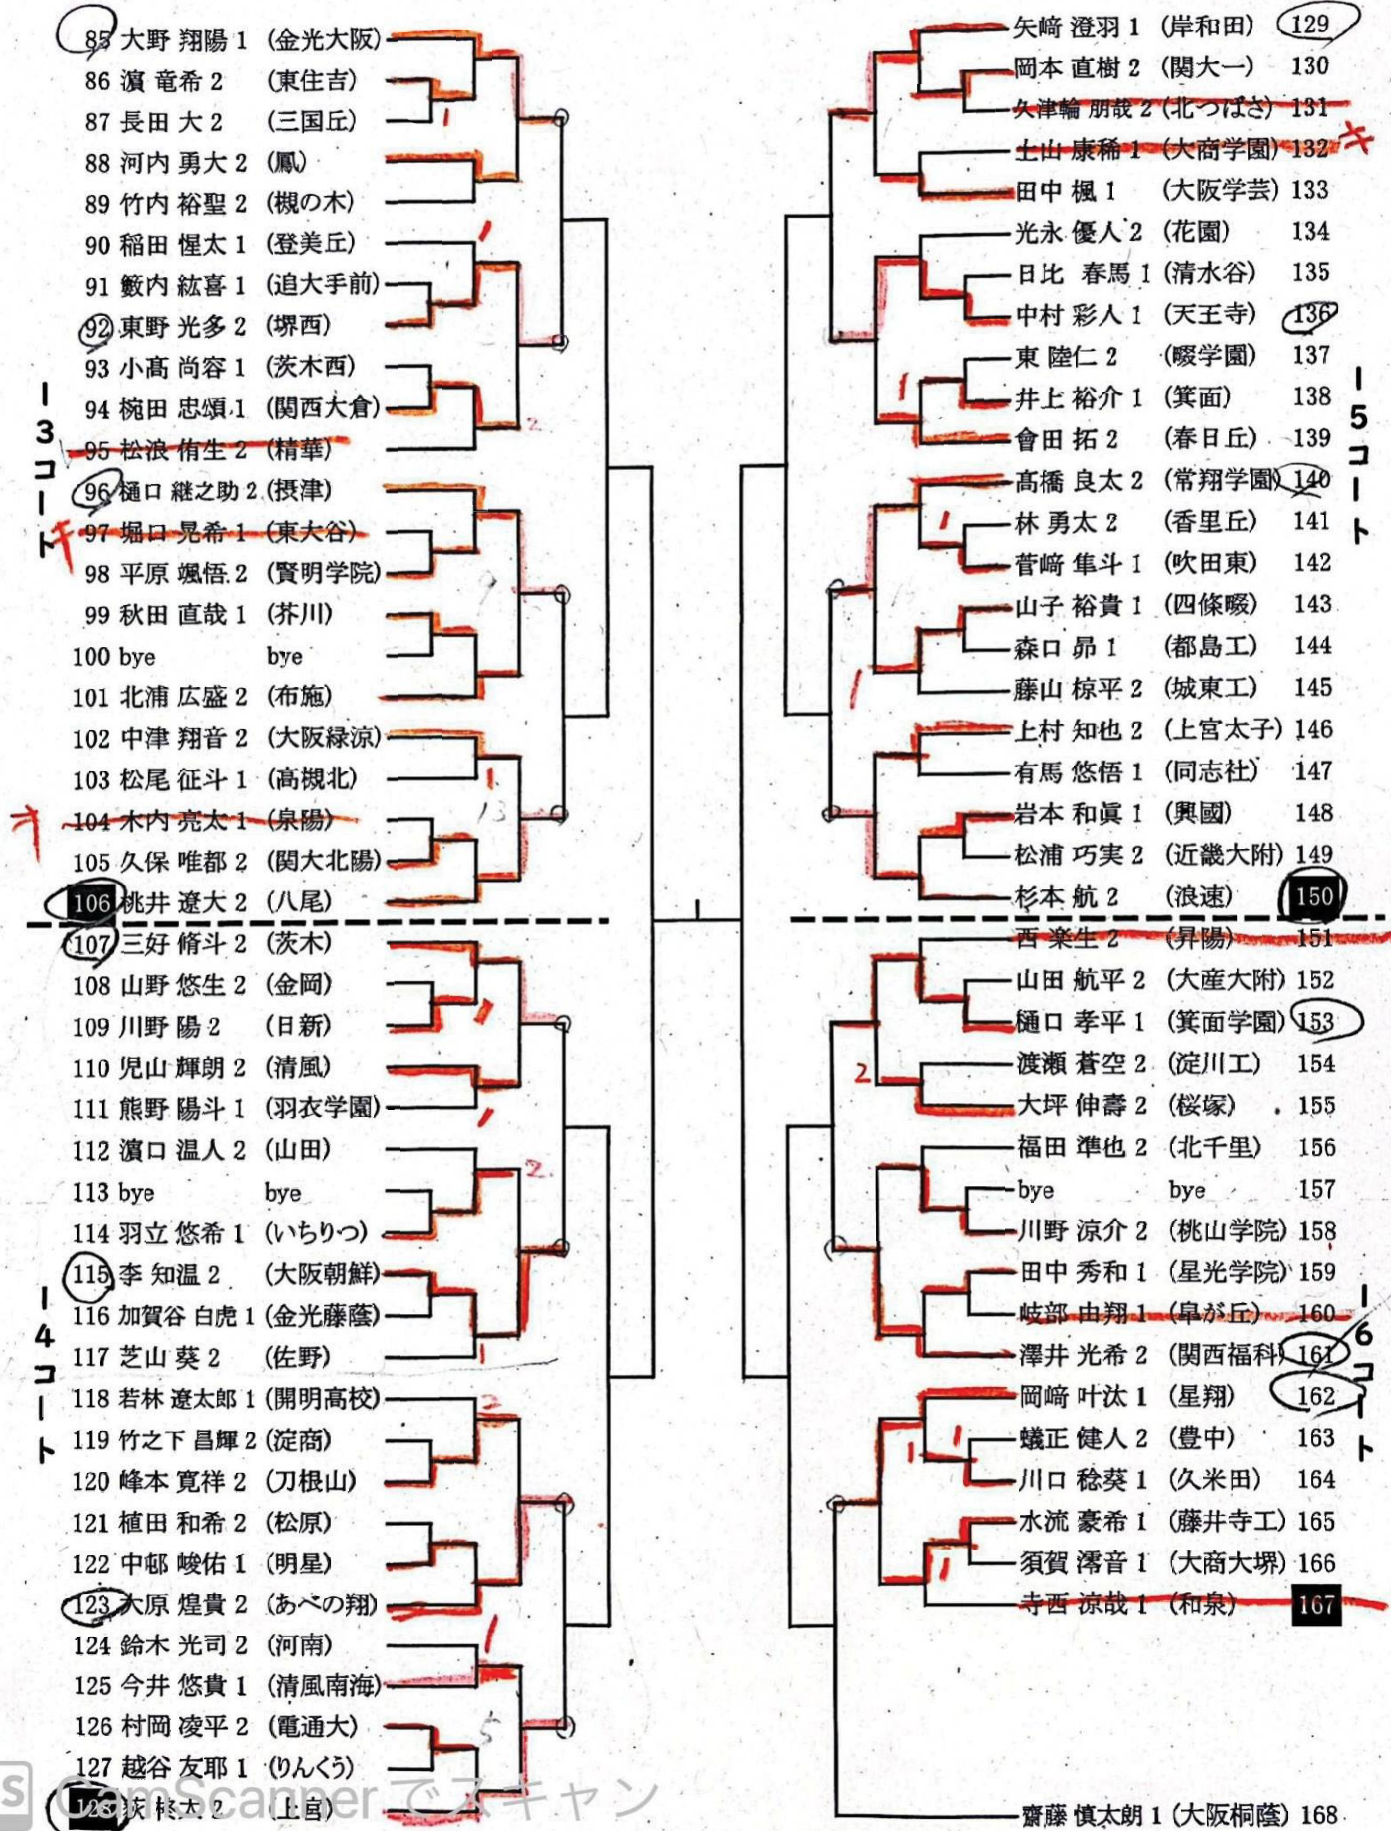 85 大野 翔陽 1 (金光大阪)
86 濵 竜希 2 (東住吉)
87 長田 大 2 (三国丘)
88 河内 勇大 2 (鳳)
89 竹内 裕聖 2 (槻の木)
90 稲田 惺太 1 (登美丘)
91 籔内 紘喜 1 (追大手前)
92 東野 光多 2 (堺西)
93 小髙 尚容 1 (茨木西)
94 椀田 忠頌 1 (関西大倉)
95 松浪 侑生 2 (精華)
96 樋口 継之助 2 (摂津)
97 堀口 晃希 1 (東大谷)
98 平原 颯悟 2 (賢明学院)
99 秋田 直哉 1 (芥川)
100 bye bye
101 北浦 広盛 2 (布施)
102 中津 翔音 2 (大阪緑涼)
103 松尾 征斗 1 (高槻北)
104 木内 亮太 1 (泉陽)
105 久保 唯都 2 (関大北陽)
106 桃井 遼大 2 (八尾)
ー3コート
107 三好 脩斗 2 (茨木)
108 山野 悠生 2 (金岡)
109 川野 陽 2 (日新)
110 児山 輝朗 2 (清風)
111 熊野 陽斗 1 (羽衣学園)
112 濵口 温人 2 (山田)
113 bye bye
114 羽立 悠希 1 (いちりつ)
115 李 知温 2 (大阪朝鮮)
116 加賀谷 白虎 1 (金光藤蔭)
117 芝山 葵 2 (佐野)
118 若林 遼太郎 1 (開明高校)
119 竹之下 昌輝 2 (淀商)
120 峰本 寛祥 2 (刀根山)
121 植田 和希 2 (松原)
122 中邨 峻佑 1 (明星)
123 大原 煌貴 2 (あべの翔)
124 鈴木 光司 2 (河南)
125 今井 悠貴 1 (清風南海)
126 村岡 凌平 2 (電通大)
127 越谷 友耶 1 (りんくう)
128 荻 柊太 2 (上宮)
ー4コート
矢﨑 澄羽 1 (岸和田) 129
岡本 直樹 2 (関大一) 130
久津輪 朋哉 2 (北つばさ) 131
土山 康稀 1 (大商学園) 132
田中 楓 1 (大阪学芸) 133
光永 優人 2 (花園) 134
日比 春馬 1 (清水谷) 135
中村 彩人 1 (天王寺) 136
東 陸仁 2 (畷学園) 137
井上 裕介 1 (箕面) 138
會田 拓 2 (春日丘) 139
髙橋 良太 2 (常翔学園) 140
林 勇太 2 (香里丘) 141
菅﨑 隼斗 1 (吹田東) 142
山子 裕貴 1 (四條畷) 143
森口 昴 1 (都島工) 144
藤山 椋平 2 (城東工) 145
上村 知也 2 (上宮太子) 146
有馬 悠悟 1 (同志社) 147
岩本 和眞 1 (興國) 148
松浦 巧実 2 (近畿大附) 149
杉本 航 2 (浪速) 150
ー5コート
西 楽生 2 (昇陽) 151
山田 航平 2 (大産大附) 152
樋口 孝平 1 (箕面学園) 153
渡瀬 蒼空 2 (淀川工) 154
大坪 伸壽 2 (桜塚) 155
福田 準也 2 (北千里) 156
bye bye 157
川野 涼介 2 (桃山学院) 158
田中 秀和 1 (星光学院) 159
岐部 由翔 1 (阜が丘) 160
澤井 光希 2 (関西福科) 161
岡﨑 叶汰 1 (星翔) 162
蟻正 健人 2 (豊中) 163
川口 稔葵 1 (久米田) 164
水流 豪希 1 (藤井寺工) 165
須賀 澪音 1 (大商大堺) 166
寺西 涼哉 1 (和泉) 167
齋藤 慎太朗 1 (大阪桐蔭) 168
ー6コート
CamScanner でスキャン